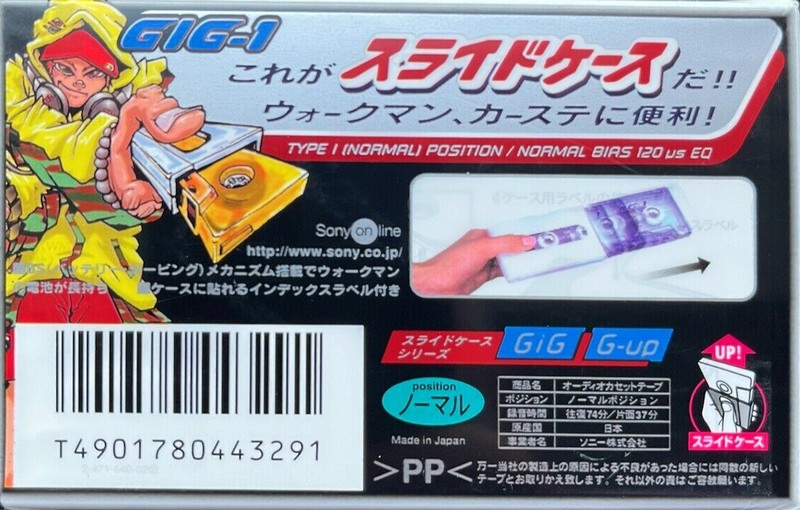 GIG-1
これがスライドケースだ!!
ウォークマン、カーステに便利!
TYPE I (NORMAL) POSITION / NORMAL BIAS 120 μs EQ
Sony on line
http://www.sony.co.jp/
メカニズム搭載でウォークマン
電池が長持ち
ケースに貼れるインデックスラベル付き
スライドケース
シリーズ
GiG
G-up
UP!
position
ノーマル
Made in Japan
商品名 オーディオカセットテープ
ポジション ノーマルポジション
録音時間 往復74分/片面37分
原産国 日本
事業者名 ソニー株式会社
スライドケース
T4901780443291
>PP<
万一当社の製造上の原因による不良があった場合には同数の新しい
テープとお取りかえ致します。それ以外の責はご容赦願います。